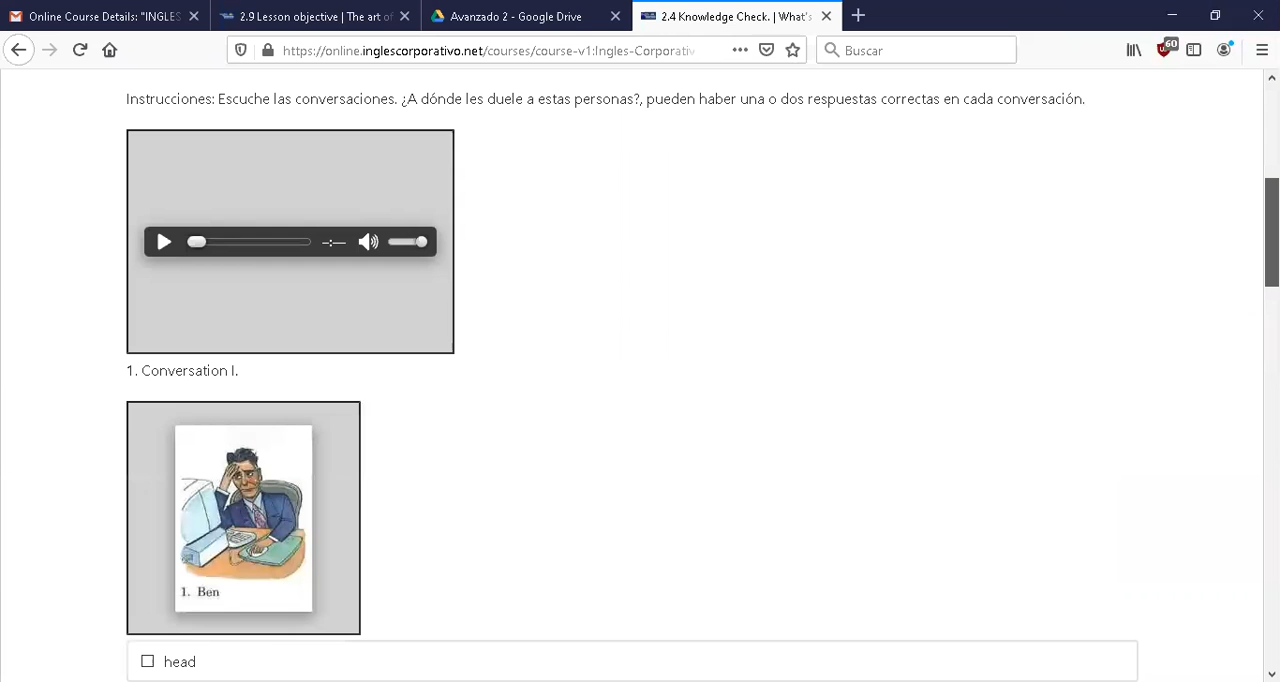 Online Course Details: "INGLES
2.9 Lesson objective | The art of
Avanzado 2 - Google Drive
2.4 Knowledge Check. | What's
https://online.inglescorporativo.net/courses/course-v1:Ingles-Corporativ
Buscar
60
Instrucciones: Escuche las conversaciones. ¿A dónde les duele a estas personas?, pueden haber una o dos respuestas correctas en cada conversación.
--:--
1. Conversation I.
1. Ben
head